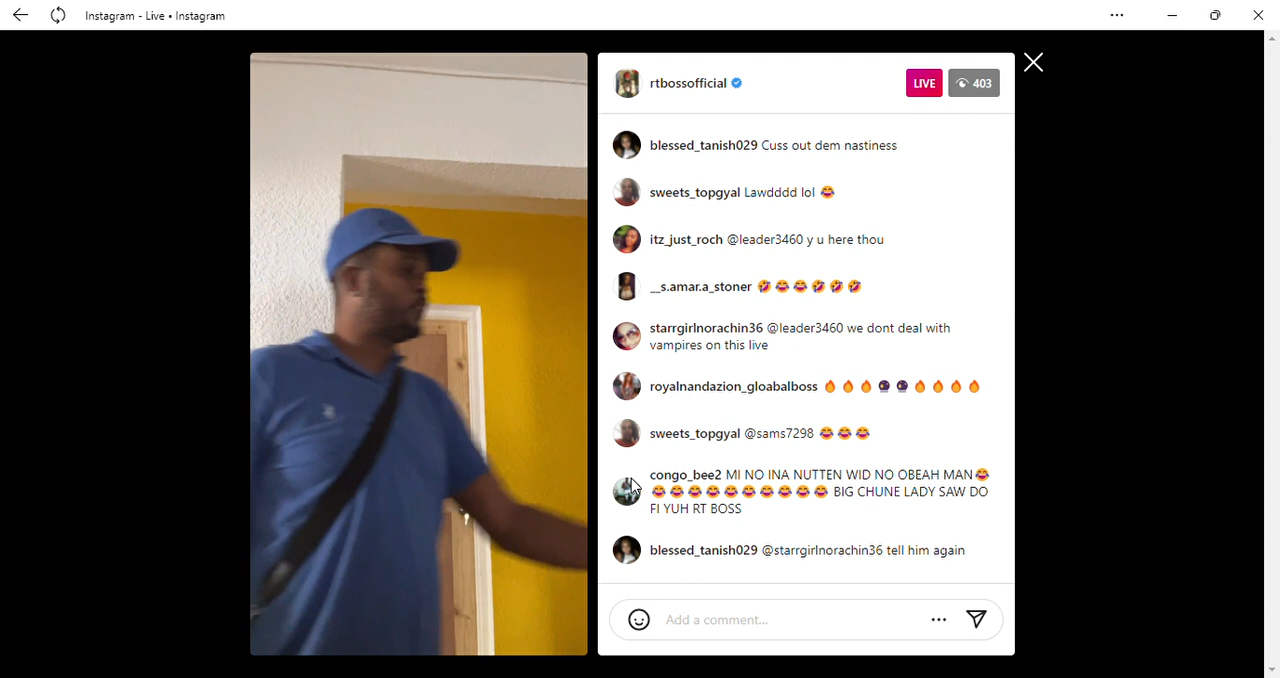 Instagram - Live • Instagram
rtbossofficial
LIVE 403
blessed_tanish029 Cuss out dem nastiness
sweets_topgyal Lawdddd lol 😂
itz_just_roch @leader3460 y u here thou
__s.amar.a_stoner 🤣😂😂🤣🤣🤣
starrgirlnorachin36 @leader3460 we dont deal with
vampires on this live
royalnandazion_gloabalboss 🔥🔥🔥🔮🔮🔥🔥🔥🔥
sweets_topgyal @sams7298 😂😂😂
congo_bee2 MI NO INA NUTTEN WID NO OBEAH MAN😂
😂😂😂😂😂😂😂😂😂😂 BIG CHUNE LADY SAW DO
FI YUH RT BOSS
blessed_tanish029 @starrgirlnorachin36 tell him again
Add a comment...